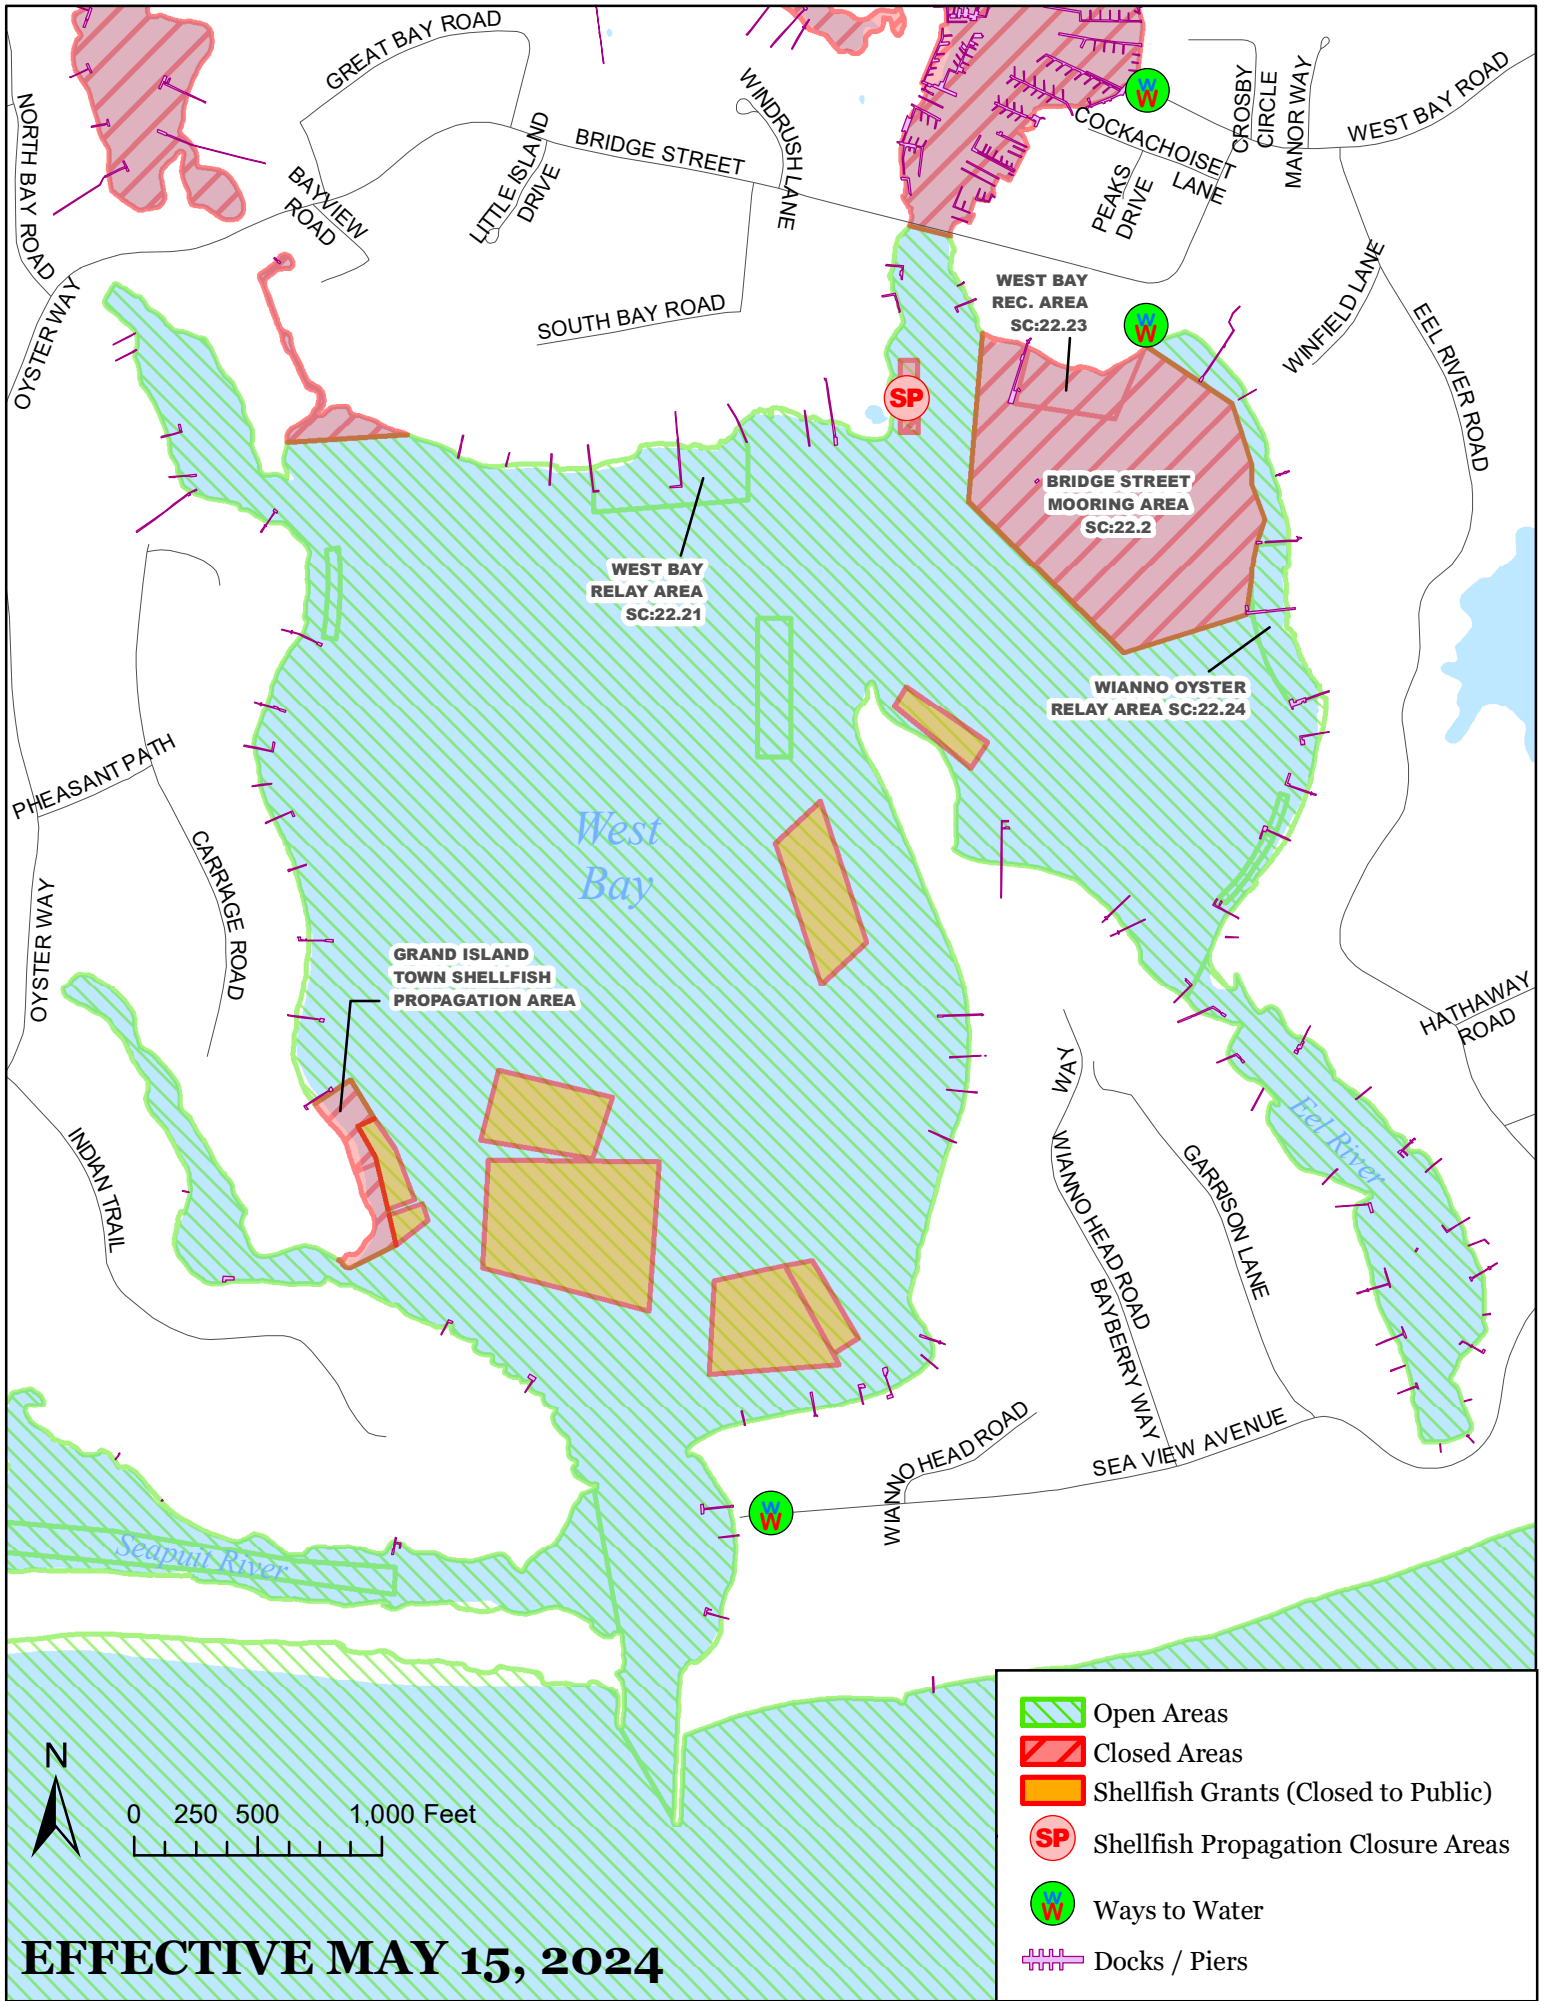 GREAT BAY ROAD
NORTH BAY ROAD
BAYVIEW
ROAD
LITTLE ISLAND
DRIVE
BRIDGE STREET
WINDRUSH LANE
W
W
COCKACHOISET
LANE
CROSBY
CIRCLE
MANOR WAY
WEST BAY ROAD
PEAKS
DRIVE
OYSTER WAY
SOUTH BAY ROAD
WEST BAY
REC. AREA
SC:22.23
W
W
WINFIELD LANE
EEL RIVER ROAD
SP
BRIDGE STREET
MOORING AREA
SC:22.2
WEST BAY
RELAY AREA
SC:22.21
WIANNO OYSTER
RELAY AREA SC:22.24
PHEASANT PATH
CARRIAGE ROAD
West
Bay
OYSTER WAY
GRAND ISLAND
TOWN SHELLFISH
PROPAGATION AREA
HATHAWAY
ROAD
WAY
Eel River
INDIAN TRAIL
WIANNO HEAD ROAD
GARRISON LANE
BAYBERRY WAY
WIANNO HEAD ROAD
SEA VIEW AVENUE
W
W
Seapuit River
N
0 250 500 1,000 Feet
Open Areas
Closed Areas
Shellfish Grants (Closed to Public)
SP Shellfish Propagation Closure Areas
W
W Ways to Water
Docks / Piers
EFFECTIVE MAY 15, 2024